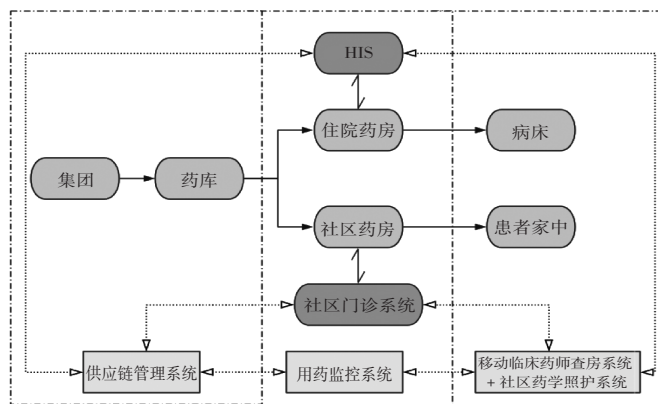 HIS
住院药房
病床
集团
药库
社区药房
患者家中
社区门诊系统
供应链管理系统
用药监控系统
移动临床药师查房系统
+ 社区药学照护系统